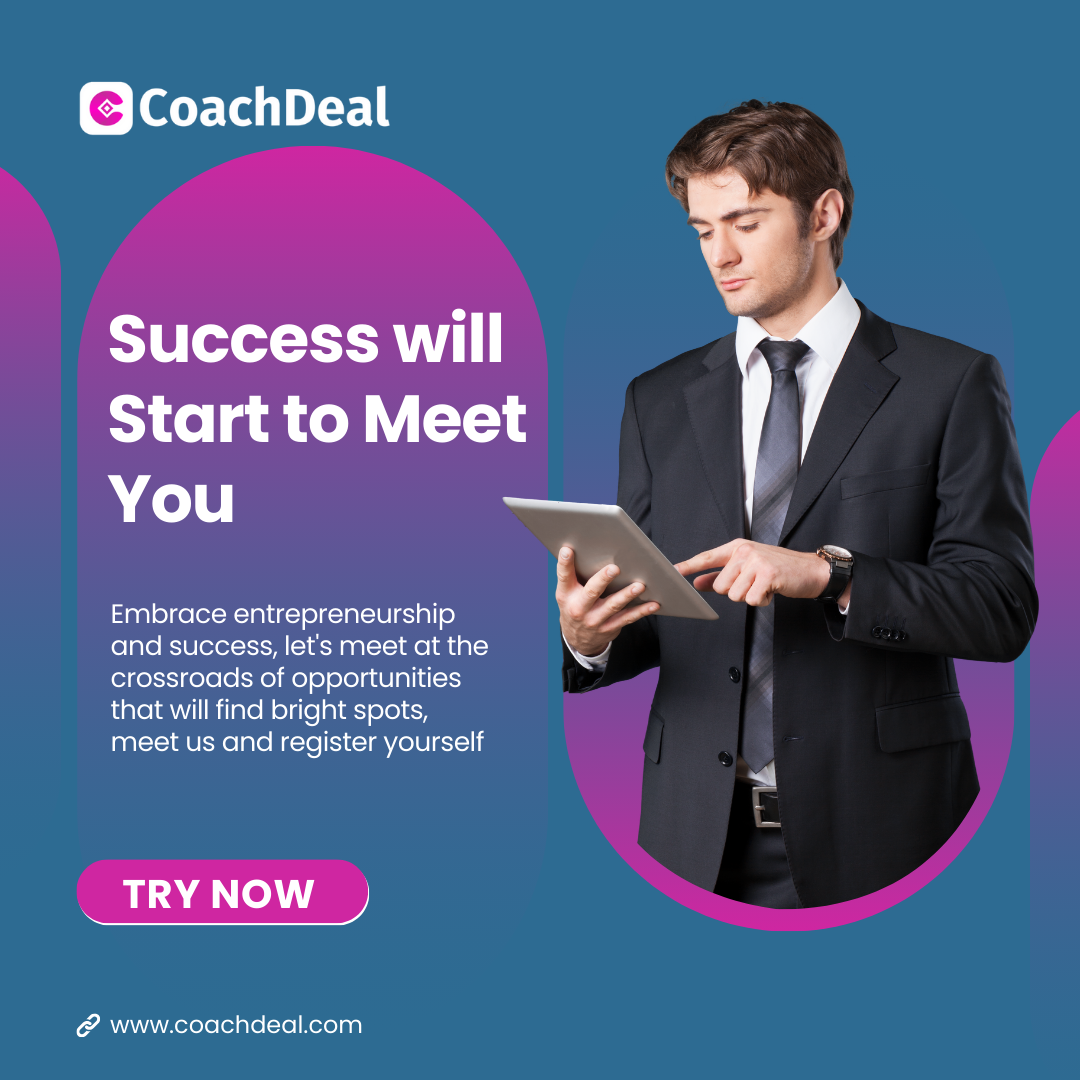 CoachDeal
Success will
Start to Meet
You
Embrace entrepreneurship
and success, let's meet at the
crossroads of opportunities
that will find bright spots,
meet us and register yourself
TRY NOW
www.coachdeal.com